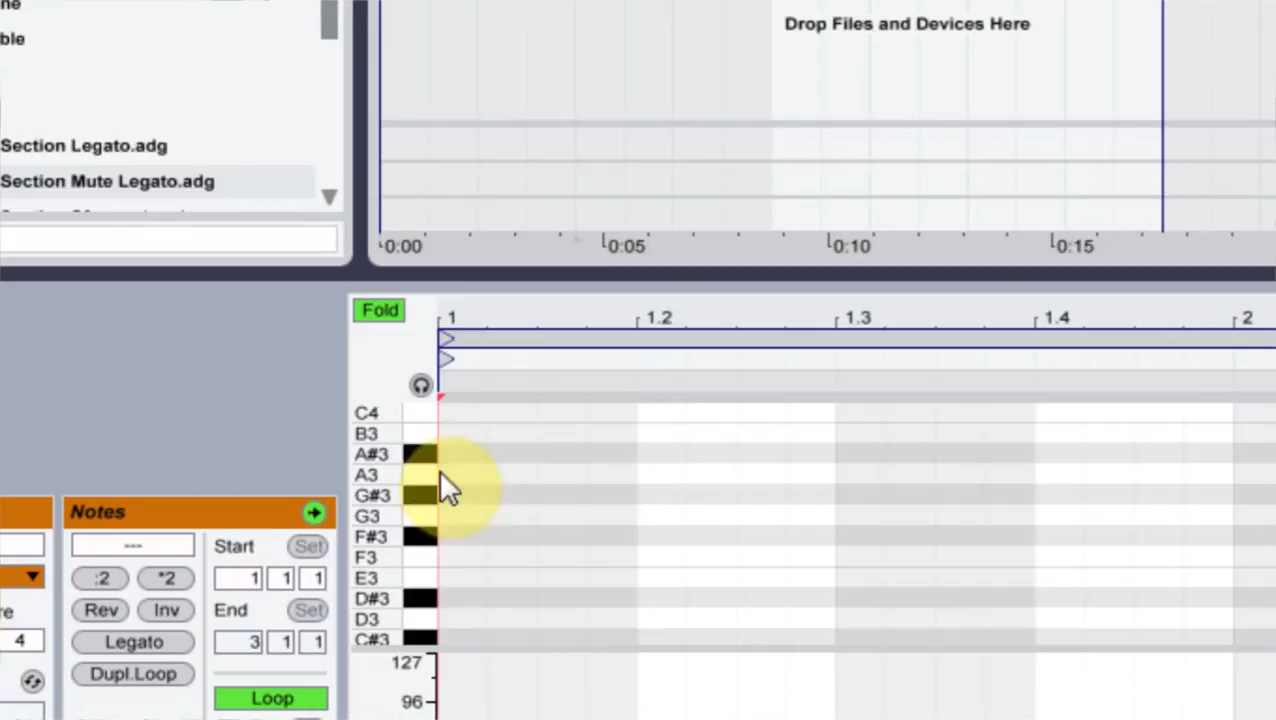 ne
ble
Section Legato.adg
Section Mute Legato.adg
Drop Files and Devices Here
0:00 0:05 0:10 0:15
Fold
1 1.2 1.3 1.4 2
C4
B3
A#3
A3
G#3
G3
F#3
F3
E3
D#3
D3
C#3
127
96
Notes
---
Start Set
:2 *2
1 1 1
re
Rev Inv
End Set
4
Legato
3 1 1
Dupl.Loop
Loop